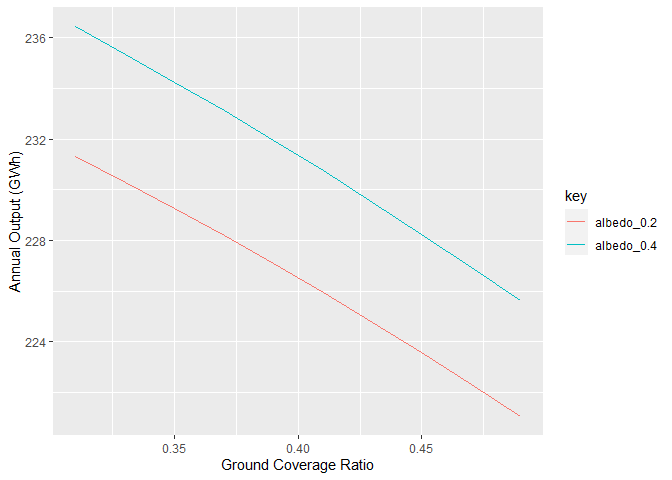 Annual Output (GWh)
236
232
228
224
0.35
0.40
0.45
Ground Coverage Ratio
key
albedo_0.2
albedo_0.4